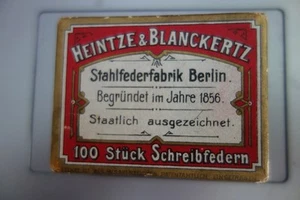 HEINTZE & BLANCKERTZ
Stahlfederfabrik Berlin.
Begründet im Jahre 1856.
Staatlich ausgezeichnet.
100 Stück Schreibfedern